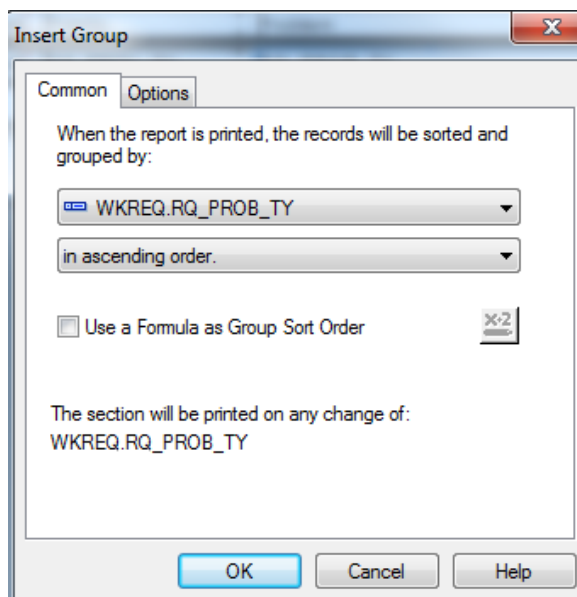 Insert Group
Common
Options
When the report is printed, the records will be sorted and
grouped by:
WKREQ.RQ_PROB_TY
in ascending order.
Use a Formula as Group Sort Order
X+2
The section will be printed on any change of:
WKREQ.RQ_PROB_TY
OK
Cancel
Help